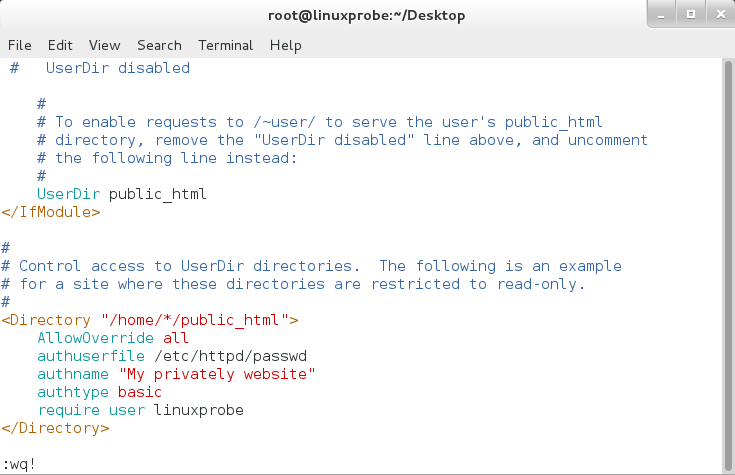 root@linuxprobe:~/Desktop
File Edit View Search Terminal Help
#   UserDir disabled
#
# To enable requests to /~user/ to serve the user's public_html
# directory, remove the "UserDir disabled" line above, and uncomment
# the following line instead:
#
UserDir public_html
</IfModule>
#
# Control access to UserDir directories.  The following is an example
# for a site where these directories are restricted to read-only.
#
<Directory "/home/*/public_html">
AllowOverride all
authuserfile /etc/httpd/passwd
authname "My privately website"
authtype basic
require user linuxprobe
</Directory>
:wq!